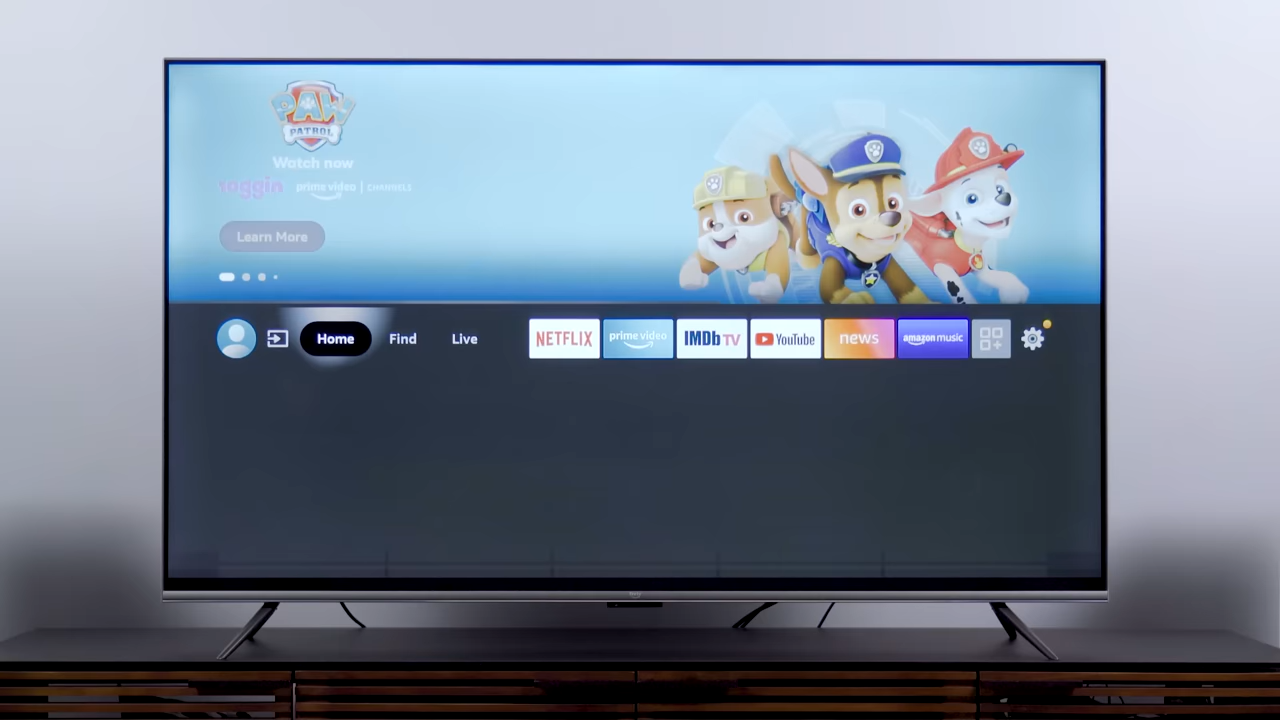 PAW
PATROL
Watch now
noggin prime video | CHANNELS
Learn More
Home Find Live NETFLIX prime video IMDb TV YouTube news amazon music